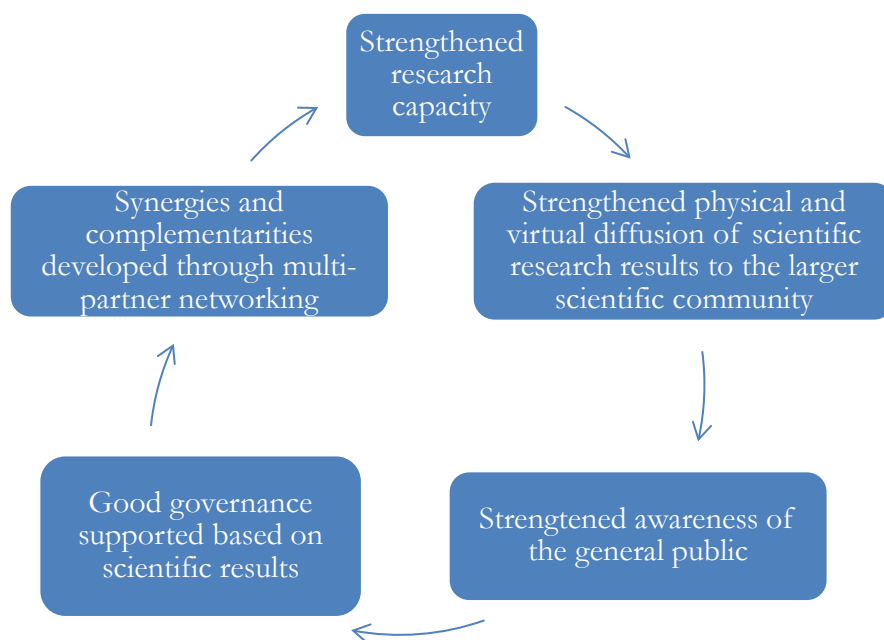 Strengthened
research
capacity
Strengthened physical and
virtual diffusion of scientific
research results to the larger
scientific community
Strengtened awareness of
the general public
Good governance
supported based on
scientific results
Synergies and
complementarities
developed through multi-
partner networking